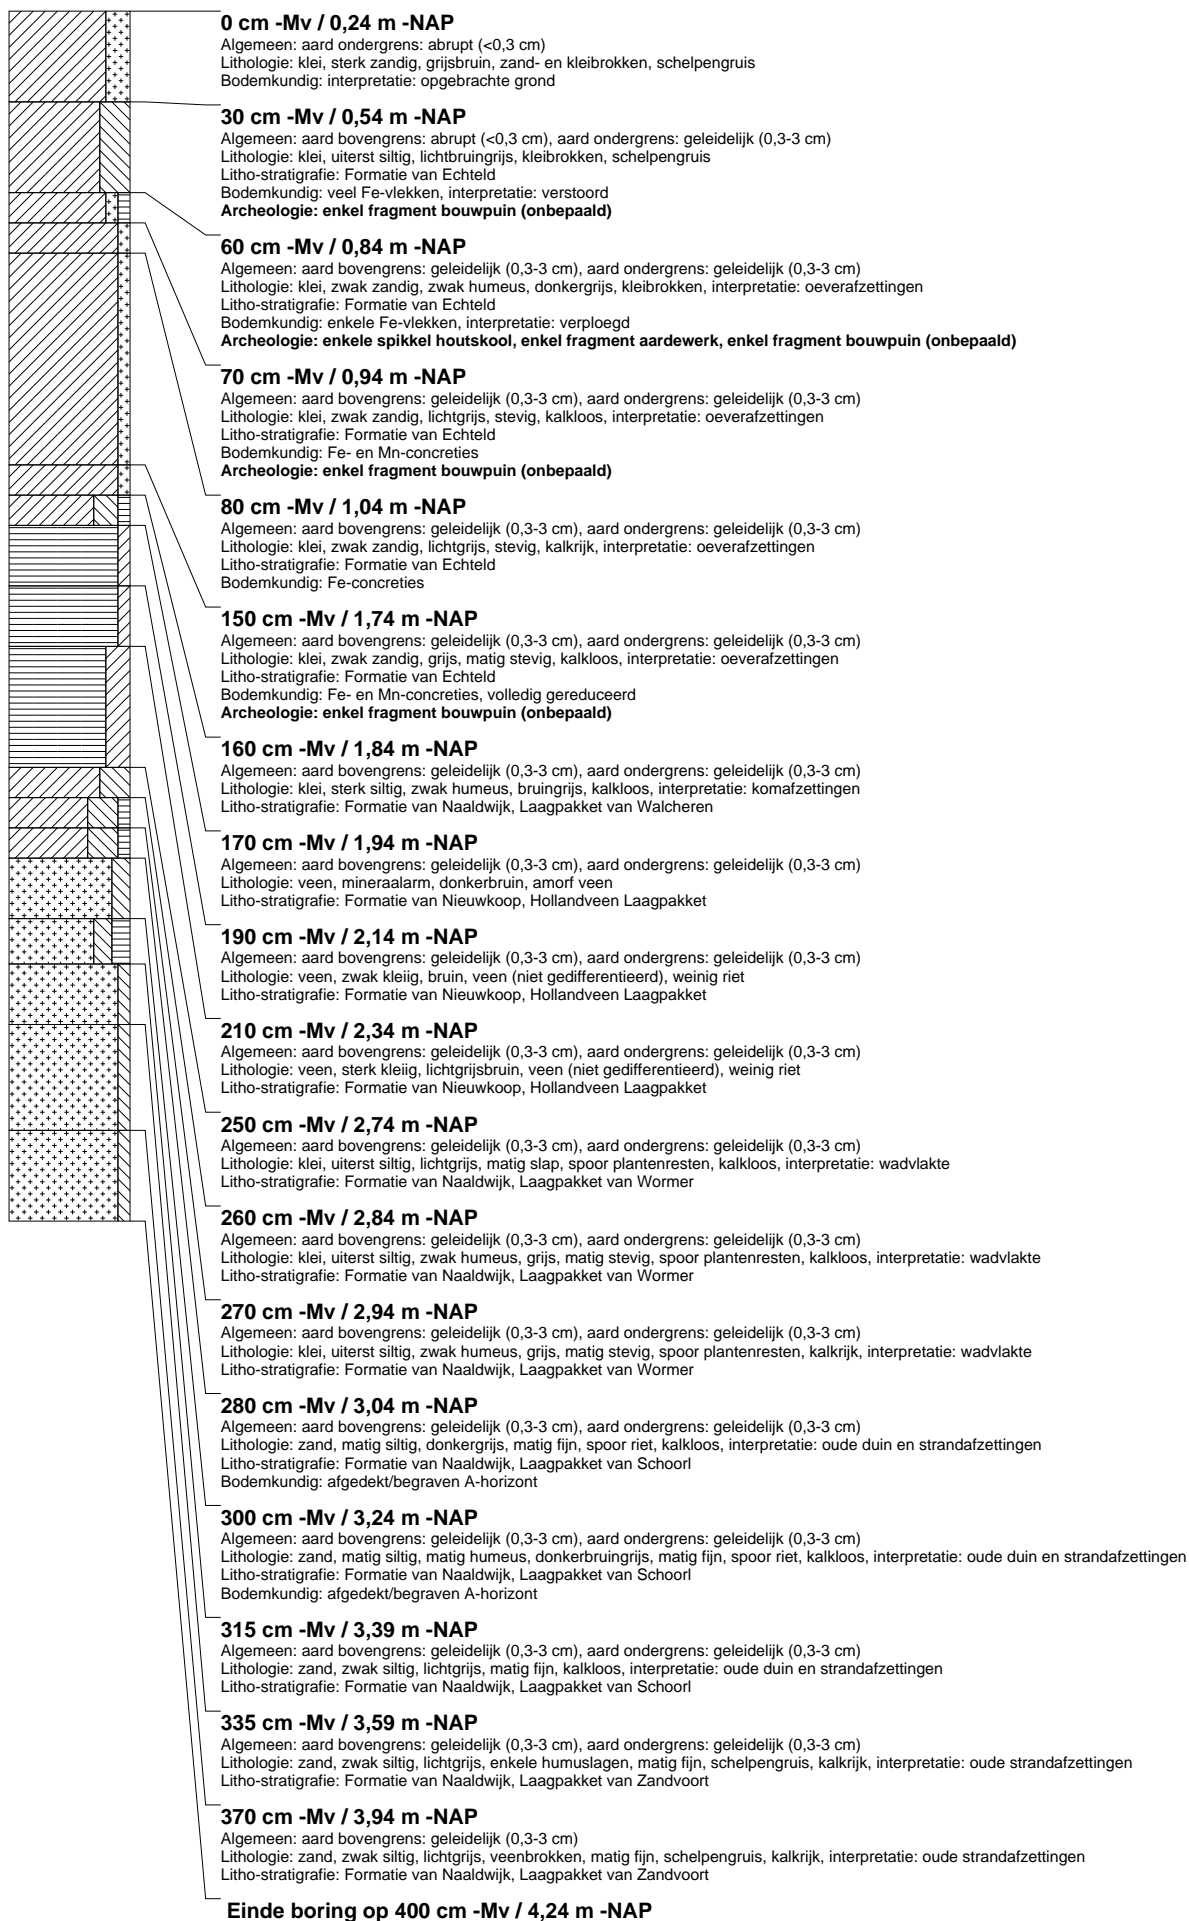 0 cm -Mv / 0,24 m -NAP
Algemeen: aard ondergrens: abrupt (<0,3 cm)
Lithologie: klei, sterk zandig, grijsbruin, zand- en kleibrokken, schelpengruis
Bodemkundig: interpretatie: opgebrachte grond
30 cm -Mv / 0,54 m -NAP
Algemeen: aard bovengrens: abrupt (<0,3 cm), aard ondergrens: geleidelijk (0,3-3 cm)
Lithologie: klei, uiterst siltig, lichtbruingrijs, kleibrokken, schelpengruis
Litho-stratigrafie: Formatie van Echteld
Bodemkundig: veel Fe-vlekken, interpretatie: verstoord
Archeologie: enkel fragment bouwpuin (onbepaald)
60 cm -Mv / 0,84 m -NAP
Algemeen: aard bovengrens: geleidelijk (0,3-3 cm), aard ondergrens: geleidelijk (0,3-3 cm)
Lithologie: klei, zwak zandig, zwak humeus, donkergrijs, kleibrokken, interpretatie: oeverafzettingen
Litho-stratigrafie: Formatie van Echteld
Bodemkundig: enkele Fe-vlekken, interpretatie: verploegd
Archeologie: enkele spikkel houtskool, enkel fragment aardewerk, enkel fragment bouwpuin (onbepaald)
70 cm -Mv / 0,94 m -NAP
Algemeen: aard bovengrens: geleidelijk (0,3-3 cm), aard ondergrens: geleidelijk (0,3-3 cm)
Lithologie: klei, zwak zandig, lichtgrijs, stevig, kalkloos, interpretatie: oeverafzettingen
Litho-stratigrafie: Formatie van Echteld
Bodemkundig: Fe- en Mn-concreties
Archeologie: enkel fragment bouwpuin (onbepaald)
80 cm -Mv / 1,04 m -NAP
Algemeen: aard bovengrens: geleidelijk (0,3-3 cm), aard ondergrens: geleidelijk (0,3-3 cm)
Lithologie: klei, zwak zandig, lichtgrijs, stevig, kalkrijk, interpretatie: oeverafzettingen
Litho-stratigrafie: Formatie van Echteld
Bodemkundig: Fe-concreties
150 cm -Mv / 1,74 m -NAP
Algemeen: aard bovengrens: geleidelijk (0,3-3 cm), aard ondergrens: geleidelijk (0,3-3 cm)
Lithologie: klei, zwak zandig, grijs, matig stevig, kalkloos, interpretatie: oeverafzettingen
Litho-stratigrafie: Formatie van Echteld
Bodemkundig: Fe- en Mn-concreties, volledig gereduceerd
Archeologie: enkel fragment bouwpuin (onbepaald)
160 cm -Mv / 1,84 m -NAP
Algemeen: aard bovengrens: geleidelijk (0,3-3 cm), aard ondergrens: geleidelijk (0,3-3 cm)
Lithologie: klei, sterk siltig, zwak humeus, bruingrijs, kalkloos, interpretatie: komafzettingen
Litho-stratigrafie: Formatie van Naaldwijk, Laagpakket van Walcheren
170 cm -Mv / 1,94 m -NAP
Algemeen: aard bovengrens: geleidelijk (0,3-3 cm), aard ondergrens: geleidelijk (0,3-3 cm)
Lithologie: veen, mineraalarm, donkerbruin, amorf veen
Litho-stratigrafie: Formatie van Nieuwkoop, Hollandveen Laagpakket
190 cm -Mv / 2,14 m -NAP
Algemeen: aard bovengrens: geleidelijk (0,3-3 cm), aard ondergrens: geleidelijk (0,3-3 cm)
Lithologie: veen, zwak kleiig, bruin, veen (niet gedifferentieerd), weinig riet
Litho-stratigrafie: Formatie van Nieuwkoop, Hollandveen Laagpakket
210 cm -Mv / 2,34 m -NAP
Algemeen: aard bovengrens: geleidelijk (0,3-3 cm), aard ondergrens: geleidelijk (0,3-3 cm)
Lithologie: veen, sterk kleiig, lichtgrijsbruin, veen (niet gedifferentieerd), weinig riet
Litho-stratigrafie: Formatie van Nieuwkoop, Hollandveen Laagpakket
250 cm -Mv / 2,74 m -NAP
Algemeen: aard bovengrens: geleidelijk (0,3-3 cm), aard ondergrens: geleidelijk (0,3-3 cm)
Lithologie: klei, uiterst siltig, lichtgrijs, matig slap, spoor plantenresten, kalkloos, interpretatie: wadvlakte
Litho-stratigrafie: Formatie van Naaldwijk, Laagpakket van Wormer
260 cm -Mv / 2,84 m -NAP
Algemeen: aard bovengrens: geleidelijk (0,3-3 cm), aard ondergrens: geleidelijk (0,3-3 cm)
Lithologie: klei, uiterst siltig, zwak humeus, grijs, matig stevig, spoor plantenresten, kalkloos, interpretatie: wadvlakte
Litho-stratigrafie: Formatie van Naaldwijk, Laagpakket van Wormer
270 cm -Mv / 2,94 m -NAP
Algemeen: aard bovengrens: geleidelijk (0,3-3 cm), aard ondergrens: geleidelijk (0,3-3 cm)
Lithologie: klei, uiterst siltig, zwak humeus, grijs, matig stevig, spoor plantenresten, kalkrijk, interpretatie: wadvlakte
Litho-stratigrafie: Formatie van Naaldwijk, Laagpakket van Wormer
280 cm -Mv / 3,04 m -NAP
Algemeen: aard bovengrens: geleidelijk (0,3-3 cm), aard ondergrens: geleidelijk (0,3-3 cm)
Lithologie: zand, matig siltig, donkergrijs, matig fijn, spoor riet, kalkloos, interpretatie: oude duin en strandafzettingen
Litho-stratigrafie: Formatie van Naaldwijk, Laagpakket van Schoorl
Bodemkundig: afgedekt/begraven A-horizont
300 cm -Mv / 3,24 m -NAP
Algemeen: aard bovengrens: geleidelijk (0,3-3 cm), aard ondergrens: geleidelijk (0,3-3 cm)
Lithologie: zand, matig siltig, matig humeus, donkerbruingrijs, matig fijn, spoor riet, kalkloos, interpretatie: oude duin en strandafzettingen
Litho-stratigrafie: Formatie van Naaldwijk, Laagpakket van Schoorl
Bodemkundig: afgedekt/begraven A-horizont
315 cm -Mv / 3,39 m -NAP
Algemeen: aard bovengrens: geleidelijk (0,3-3 cm), aard ondergrens: geleidelijk (0,3-3 cm)
Lithologie: zand, zwak siltig, lichtgrijs, matig fijn, kalkloos, interpretatie: oude duin en strandafzettingen
Litho-stratigrafie: Formatie van Naaldwijk, Laagpakket van Schoorl
335 cm -Mv / 3,59 m -NAP
Algemeen: aard bovengrens: geleidelijk (0,3-3 cm), aard ondergrens: geleidelijk (0,3-3 cm)
Lithologie: zand, zwak siltig, lichtgrijs, enkele humuslagen, matig fijn, schelpengruis, kalkrijk, interpretatie: oude strandafzettingen
Litho-stratigrafie: Formatie van Naaldwijk, Laagpakket van Zandvoort
370 cm -Mv / 3,94 m -NAP
Algemeen: aard bovengrens: geleidelijk (0,3-3 cm)
Lithologie: zand, zwak siltig, lichtgrijs, veenbrokken, matig fijn, schelpengruis, kalkrijk, interpretatie: oude strandafzettingen
Litho-stratigrafie: Formatie van Naaldwijk, Laagpakket van Zandvoort
Einde boring op 400 cm -Mv / 4,24 m -NAP